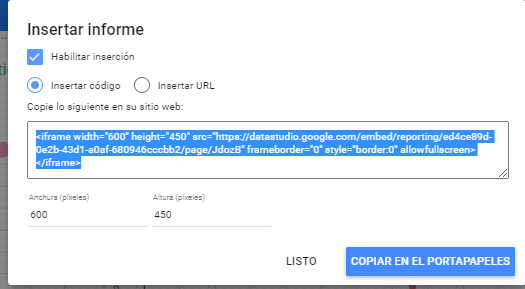 Insertar informe
Habilitar inserción
Insertar código
Insertar URL
Copie lo siguiente en su sitio web:
<iframe width="600" height="450" src="https://datastudio.google.com/embed/reporting/ed4ce89d-
0e2b-43d1-a0af-680946cccbb2/page/JdozB" frameborder="0" style="border:0" allowfullscreen>
</iframe>
Anchura (píxeles)
Altura (píxeles)
600
450
LISTO
COPIAR EN EL PORTAPAPELES